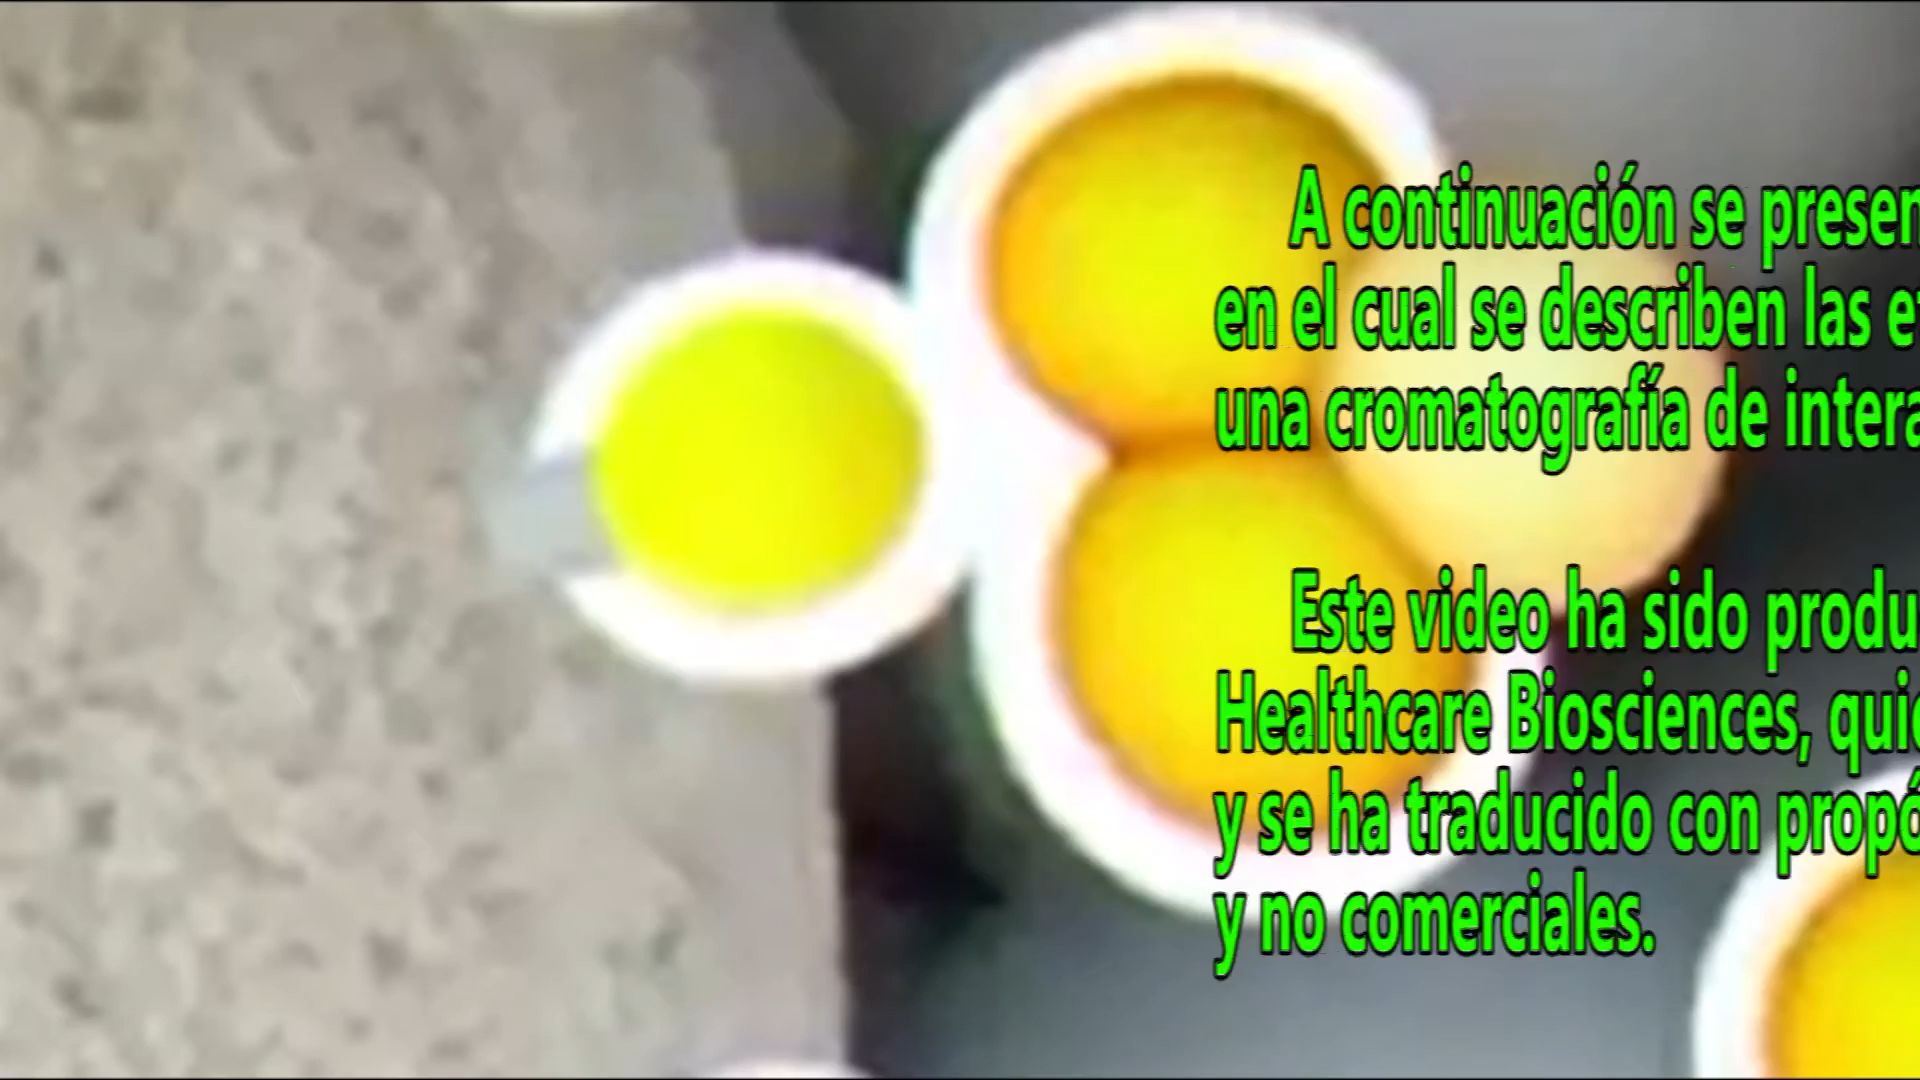 A continuación se presen
en el cual se describen las e
una cromatografía de intera
Este video ha sido produ
Healthcare Biosciences, quie
y se ha traducido con propó
y no comerciales.